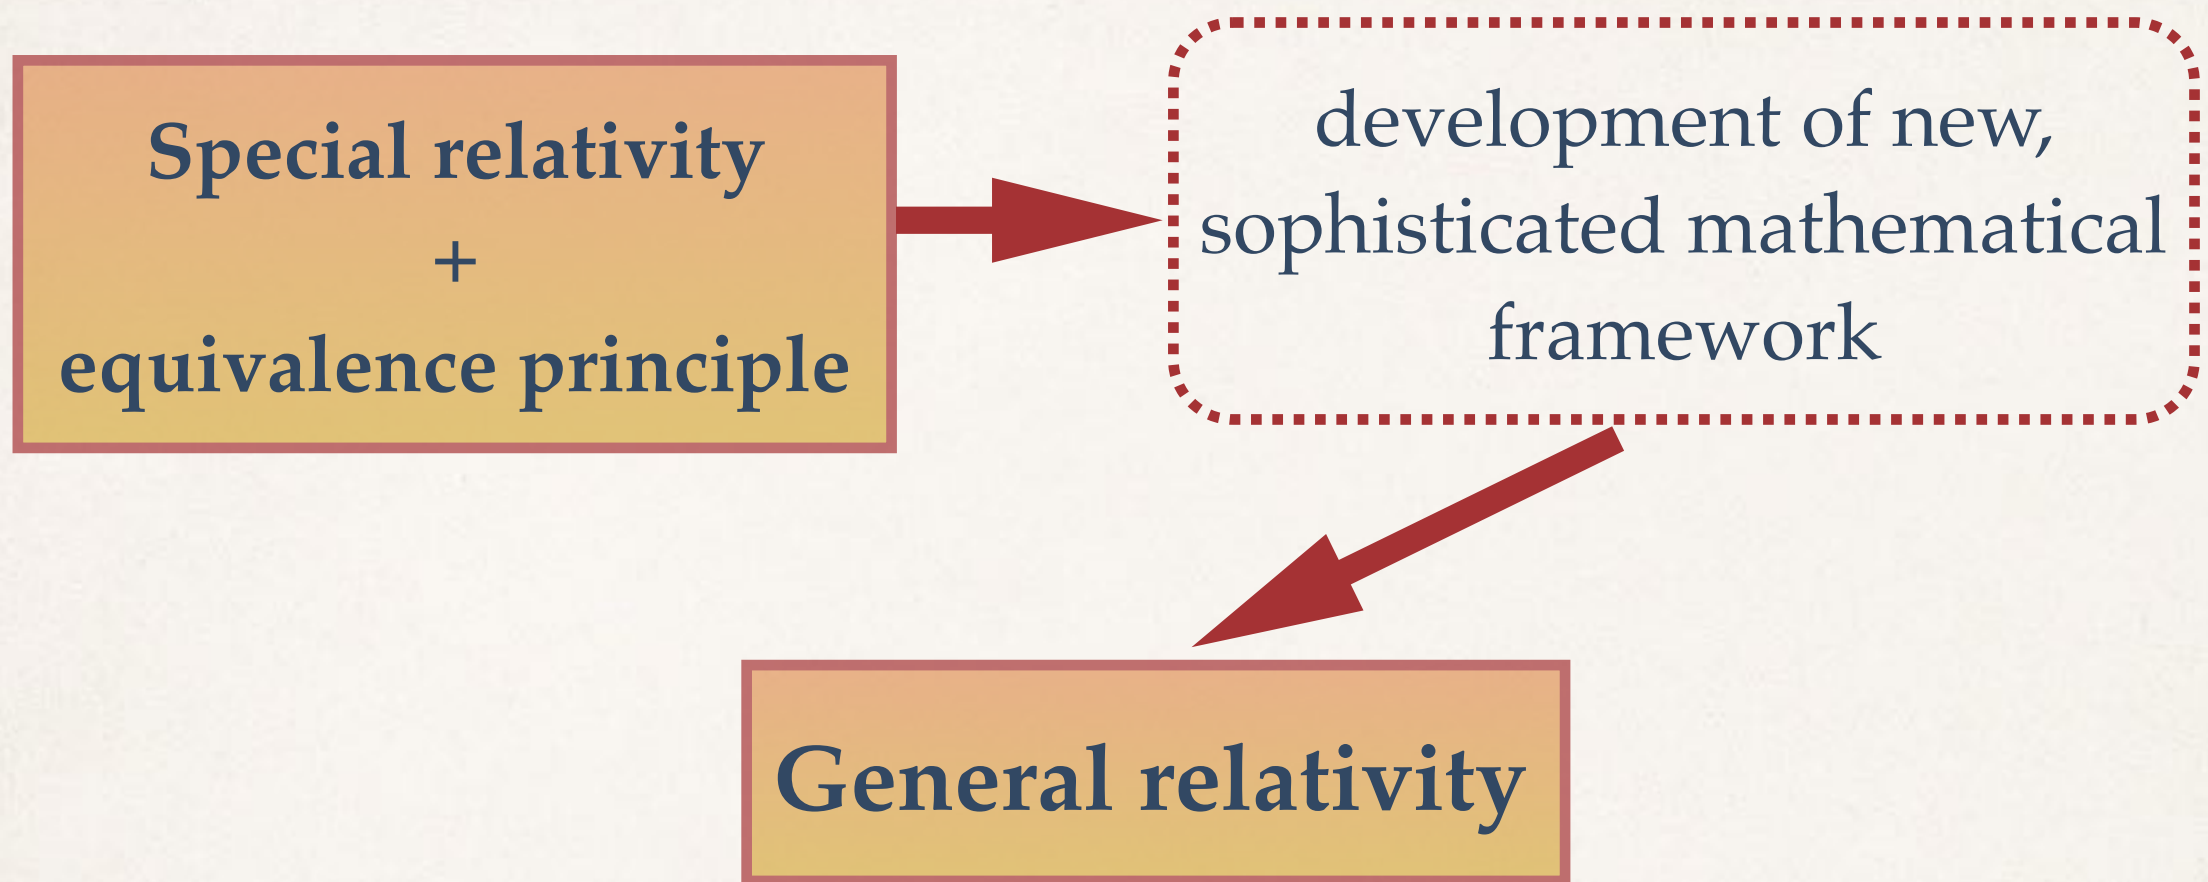 Special relativity
+
equivalence principle
development of new,
sophisticated mathematical
framework
General relativity